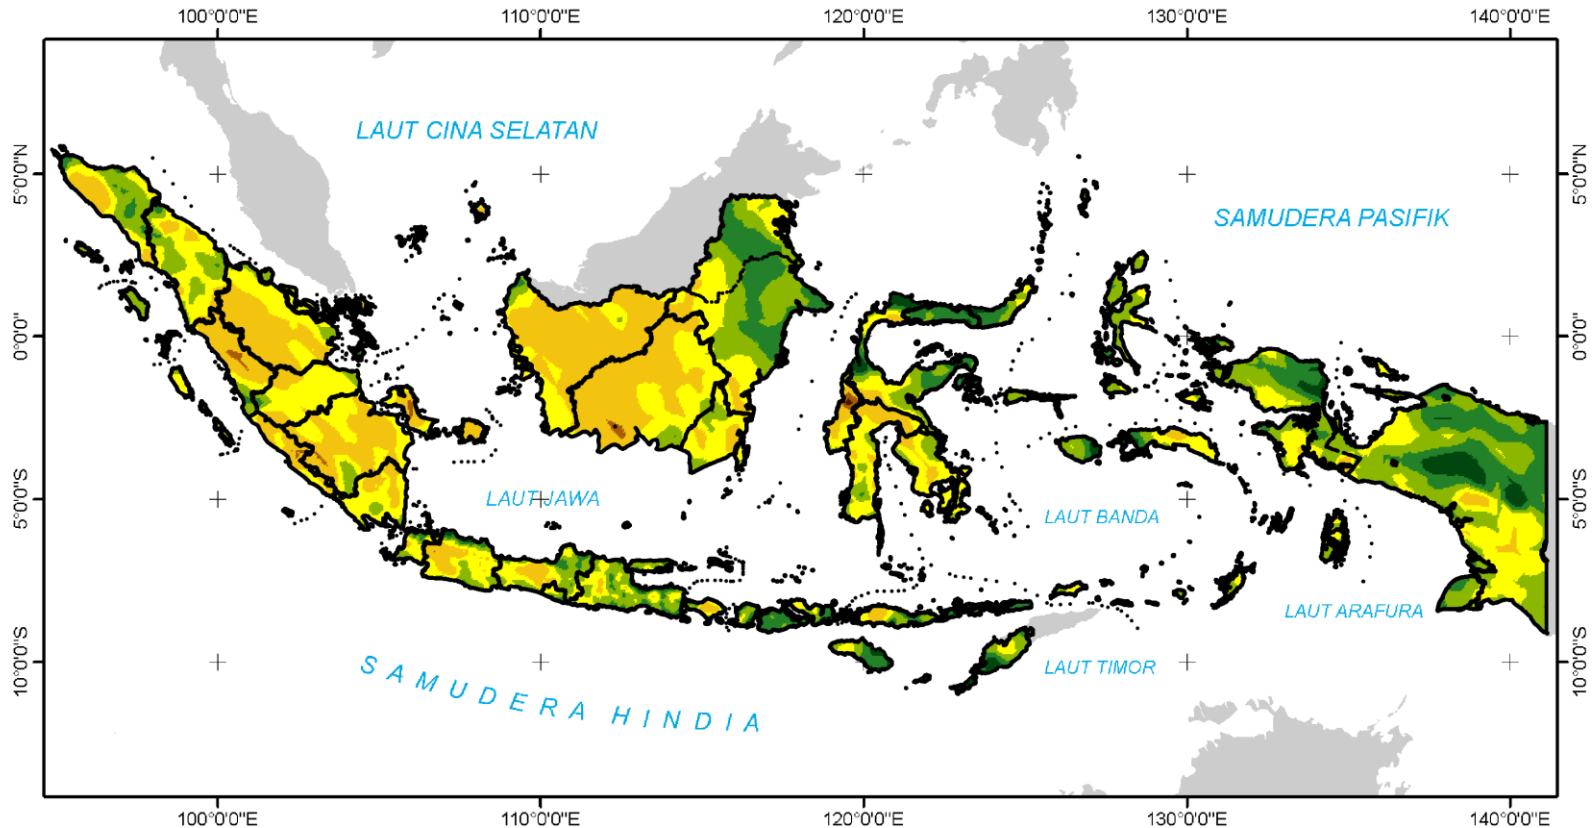 100°0'0"E 110°0'0"E 120°0'0"E 130°0'0"E 140°0'0"E
LAUT CINA SELATAN
5°0'0"N 5°0'0"N
SAMUDERA PASIFIK
0°0'0" 0°0'0"
5°0'0"S 5°0'0"S
LAUT JAWA
LAUT BANDA
LAUT ARAFURA
10°0'0"S 10°0'0"S
LAUT TIMOR
SAMUDERA HINDIA
100°0'0"E 110°0'0"E 120°0'0"E 130°0'0"E 140°0'0"E